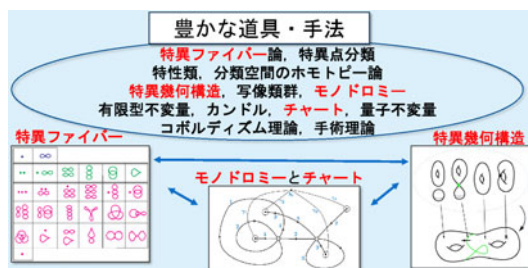 豊かな道具・手法
特異ファイバー論，特異点分類
特性類，分類空間のホモトピー論
特異幾何構造，写像類群，モノドロミー
有限型不変量，カンドル，チャート，量子不変量
コボルディズム理論，手術理論
特異ファイバー
特異幾何構造
モノドロミーとチャート